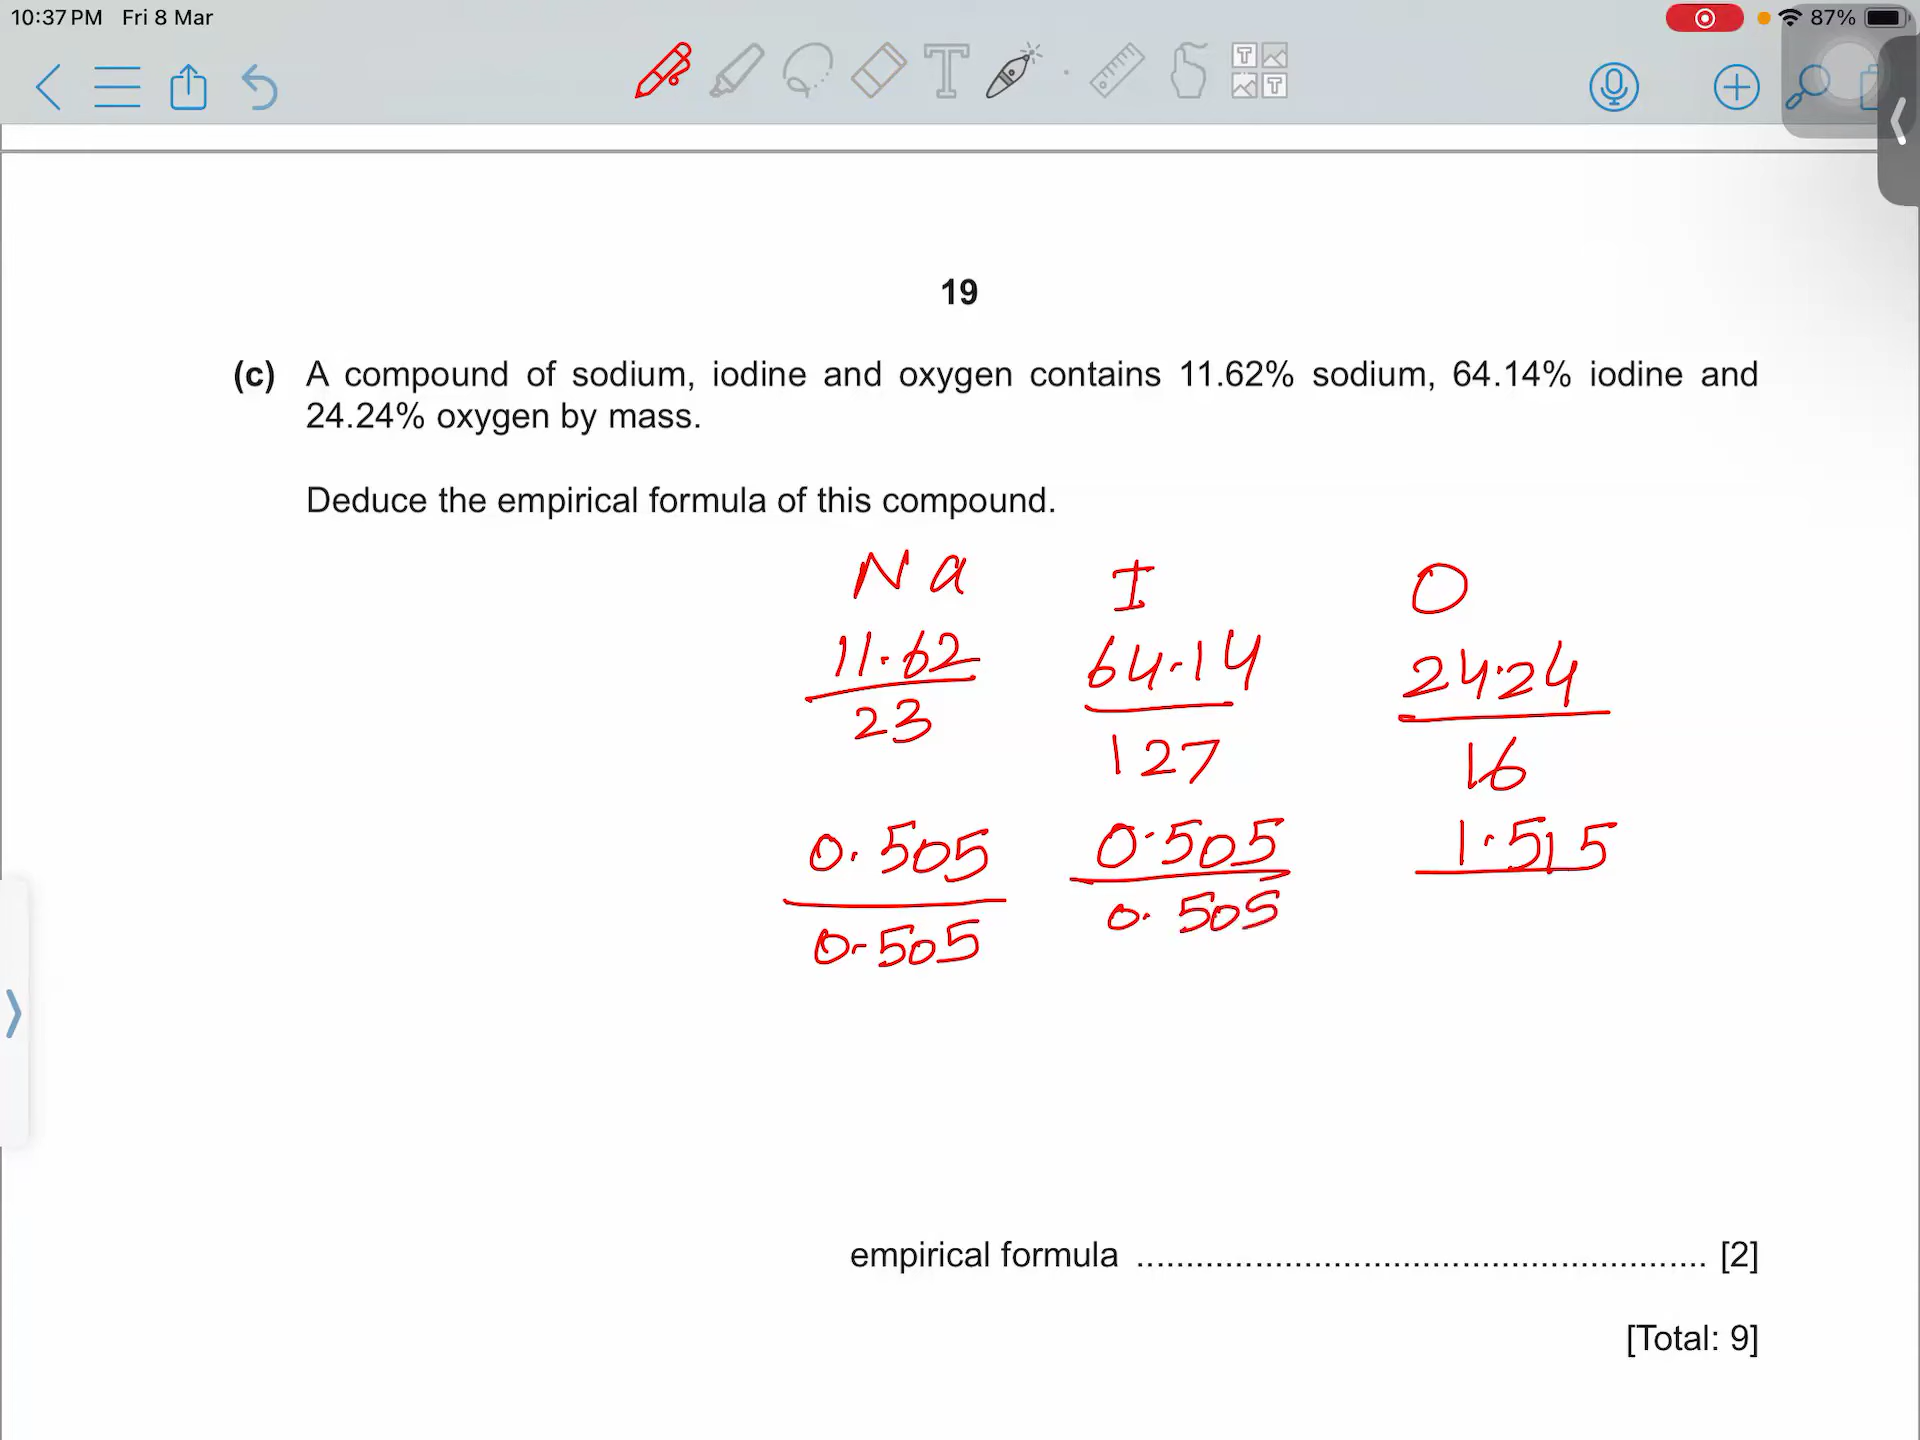 10:37 PM Fri 8 Mar 87%
T
T
T
19
(c) A compound of sodium, iodine and oxygen contains 11.62% sodium, 64.14% iodine and
24.24% oxygen by mass.
Deduce the empirical formula of this compound.
Na I O
11.62 64.14 24.24
23 127 16
0.505 0.505 1.515
0.505 0.505
empirical formula .......................................................... [2]
[Total: 9]